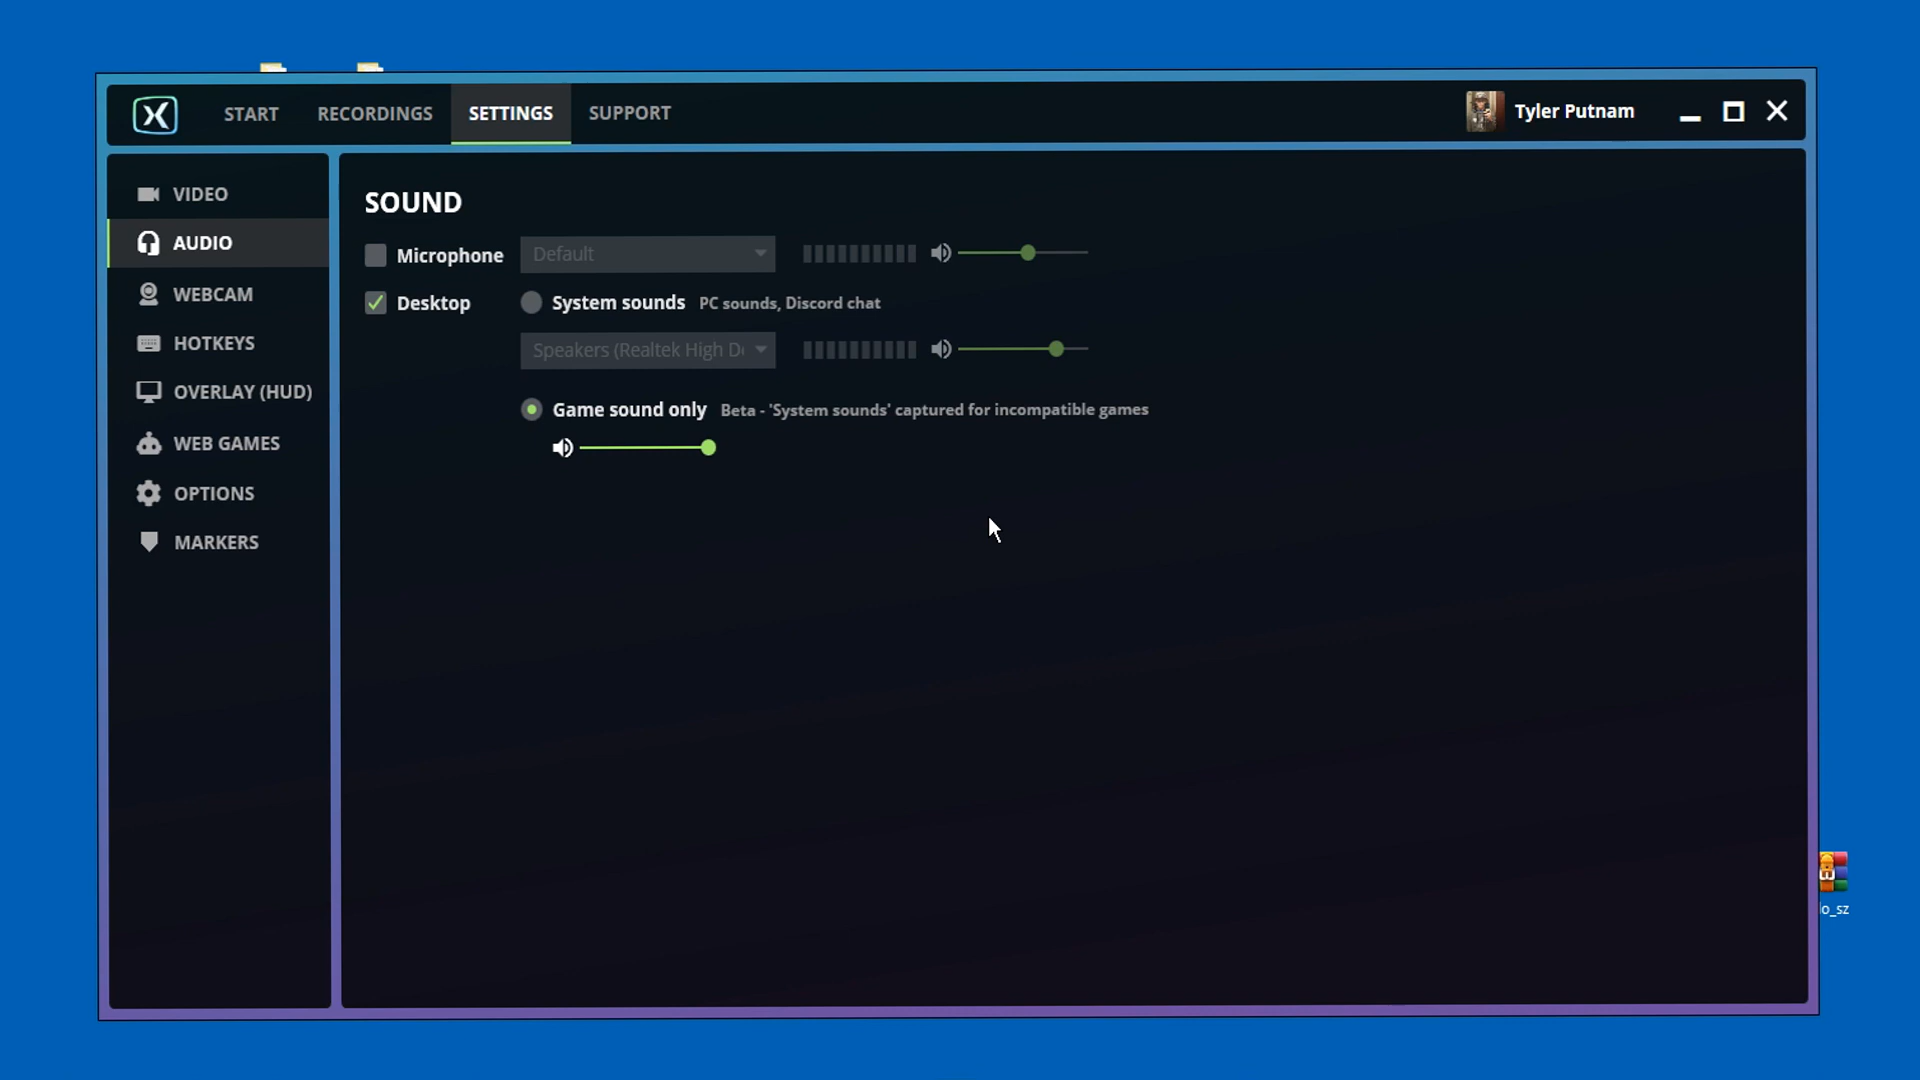 START RECORDINGS SETTINGS SUPPORT Tyler Putnam
VIDEO
AUDIO
WEBCAM
HOTKEYS
OVERLAY (HUD)
WEB GAMES
OPTIONS
MARKERS
SOUND
Microphone Default
Desktop System sounds PC sounds, Discord chat
Speakers (Realtek High De
Game sound only Beta - 'System sounds' captured for incompatible games
lo_sz